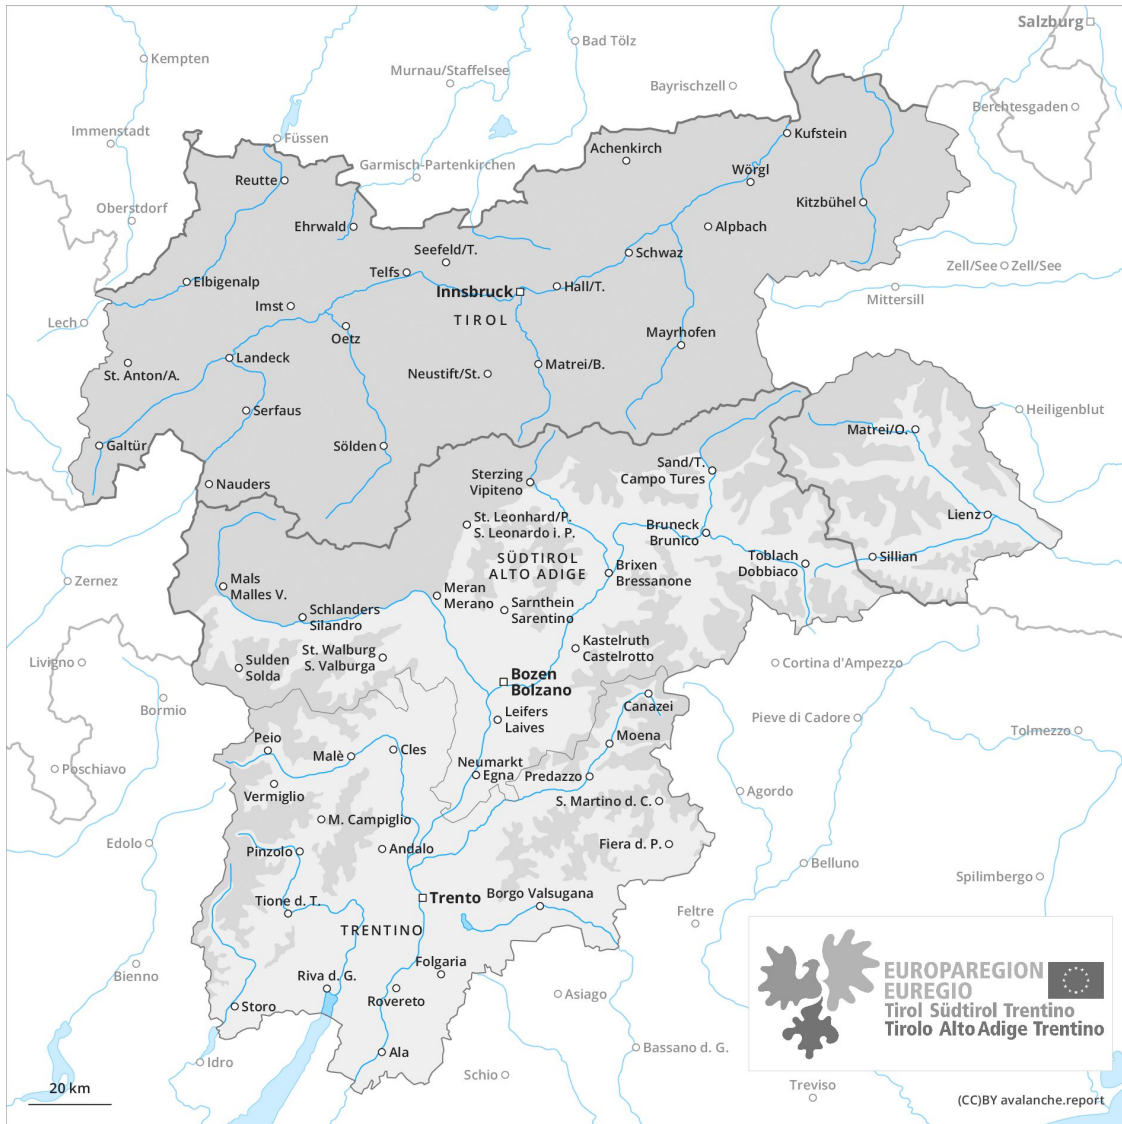 Salzburg
Bad Tölz
Kempten
Murnau/Staffelsee
Bayrischzell
Berchtesgaden
Immenstadt
Füssen
Kufstein
Achenkirch
Garmisch-Partenkirchen
Wörgl
Reutte
Kitzbühel
Oberstdorf
Ehrwald
Alpbach
Seefeld/T.
Schwaz
Zell/See
Zell/See
Telfs
Elbigenalp
Hall/T.
Innsbruck
Mittersill
Imst
TIROL
Lech
Oetz
Mayrhofen
Landeck
Matrei/B.
St. Anton/A.
Neustift/St.
Serfaus
Heiligenblut
Matrei/O.
Galtür
Sölden
Sand/T.
Campo Tures
Sterzing
Vipiteno
Nauders
Lienz
St. Leonhard/P.
S. Leonardo i. P.
Bruneck
Brunico
SÜDTIROL
ALTO ADIGE
Toblach
Dobbiaco
Sillian
Brixen
Bressanone
Zernez
Mals
Malles V.
Meran
Merano
Sarnthein
Sarentino
Schlanders
Silandro
Kastelruth
Castelrotto
St. Walburg
S. Valburga
Livigno
Sulden
Solda
Cortina d'Ampezzo
Bozen
Bolzano
Bormio
Canazei
Leifers
Laives
Pieve di Cadore
Tolmezzo
Peio
Moena
Malè
Cles
Neumarkt
Egna
Predazzo
Poschiavo
Vermiglio
Agordo
S. Martino d. C.
M. Campiglio
Edolo
Pinzolo
Andalo
Fiera d. P.
Belluno
Spilimbergo
Tione d. T.
Trento
Borgo Valsugana
Feltre
TRENTINO
Bienno
Riva d. G.
Folgaria
EUROPAREGION
EUREGIO
Tirol Südtirol Trentino
Tirolo Alto Adige Trentino
Asiago
Storo
Rovereto
Bassano d. G.
Ala
Idro
Schio
Treviso
20 km
(CC)BY avalanche.report